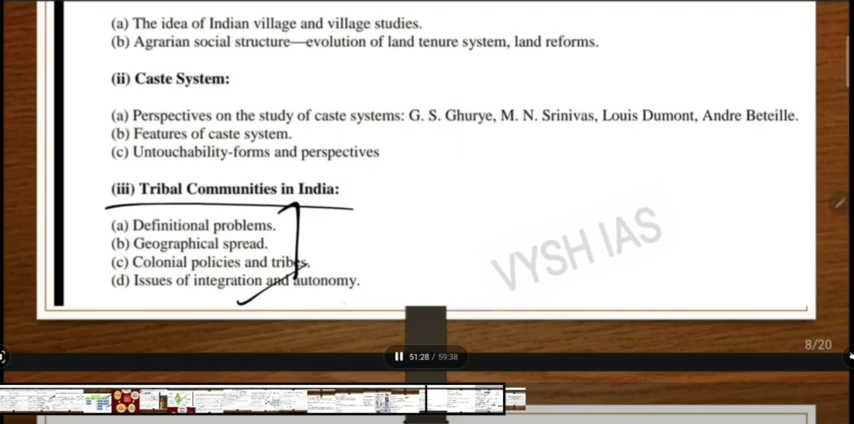 (a) The idea of Indian village and village studies.
(b) Agrarian social structure—evolution of land tenure system, land reforms.
(ii) Caste System:
(a) Perspectives on the study of caste systems: G. S. Ghurye, M. N. Srinivas, Louis Dumont, Andre Beteille.
(b) Features of caste system.
(c) Untouchability-forms and perspectives
(iii) Tribal Communities in India:
(a) Definitional problems.
(b) Geographical spread.
(c) Colonial policies and tribes.
(d) Issues of integration and autonomy.
VYSH IAS
8/20
51:28 / 59:38